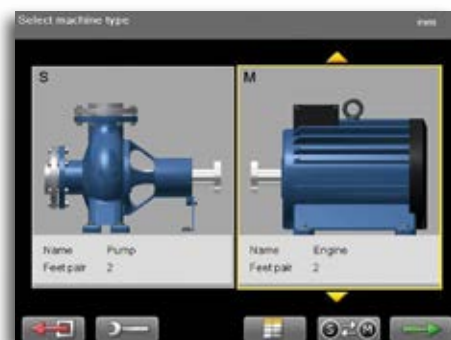 Select machine type
mm
S
M
Name Pump
Feet pair 2
Name Engine
Feet pair 2
S M